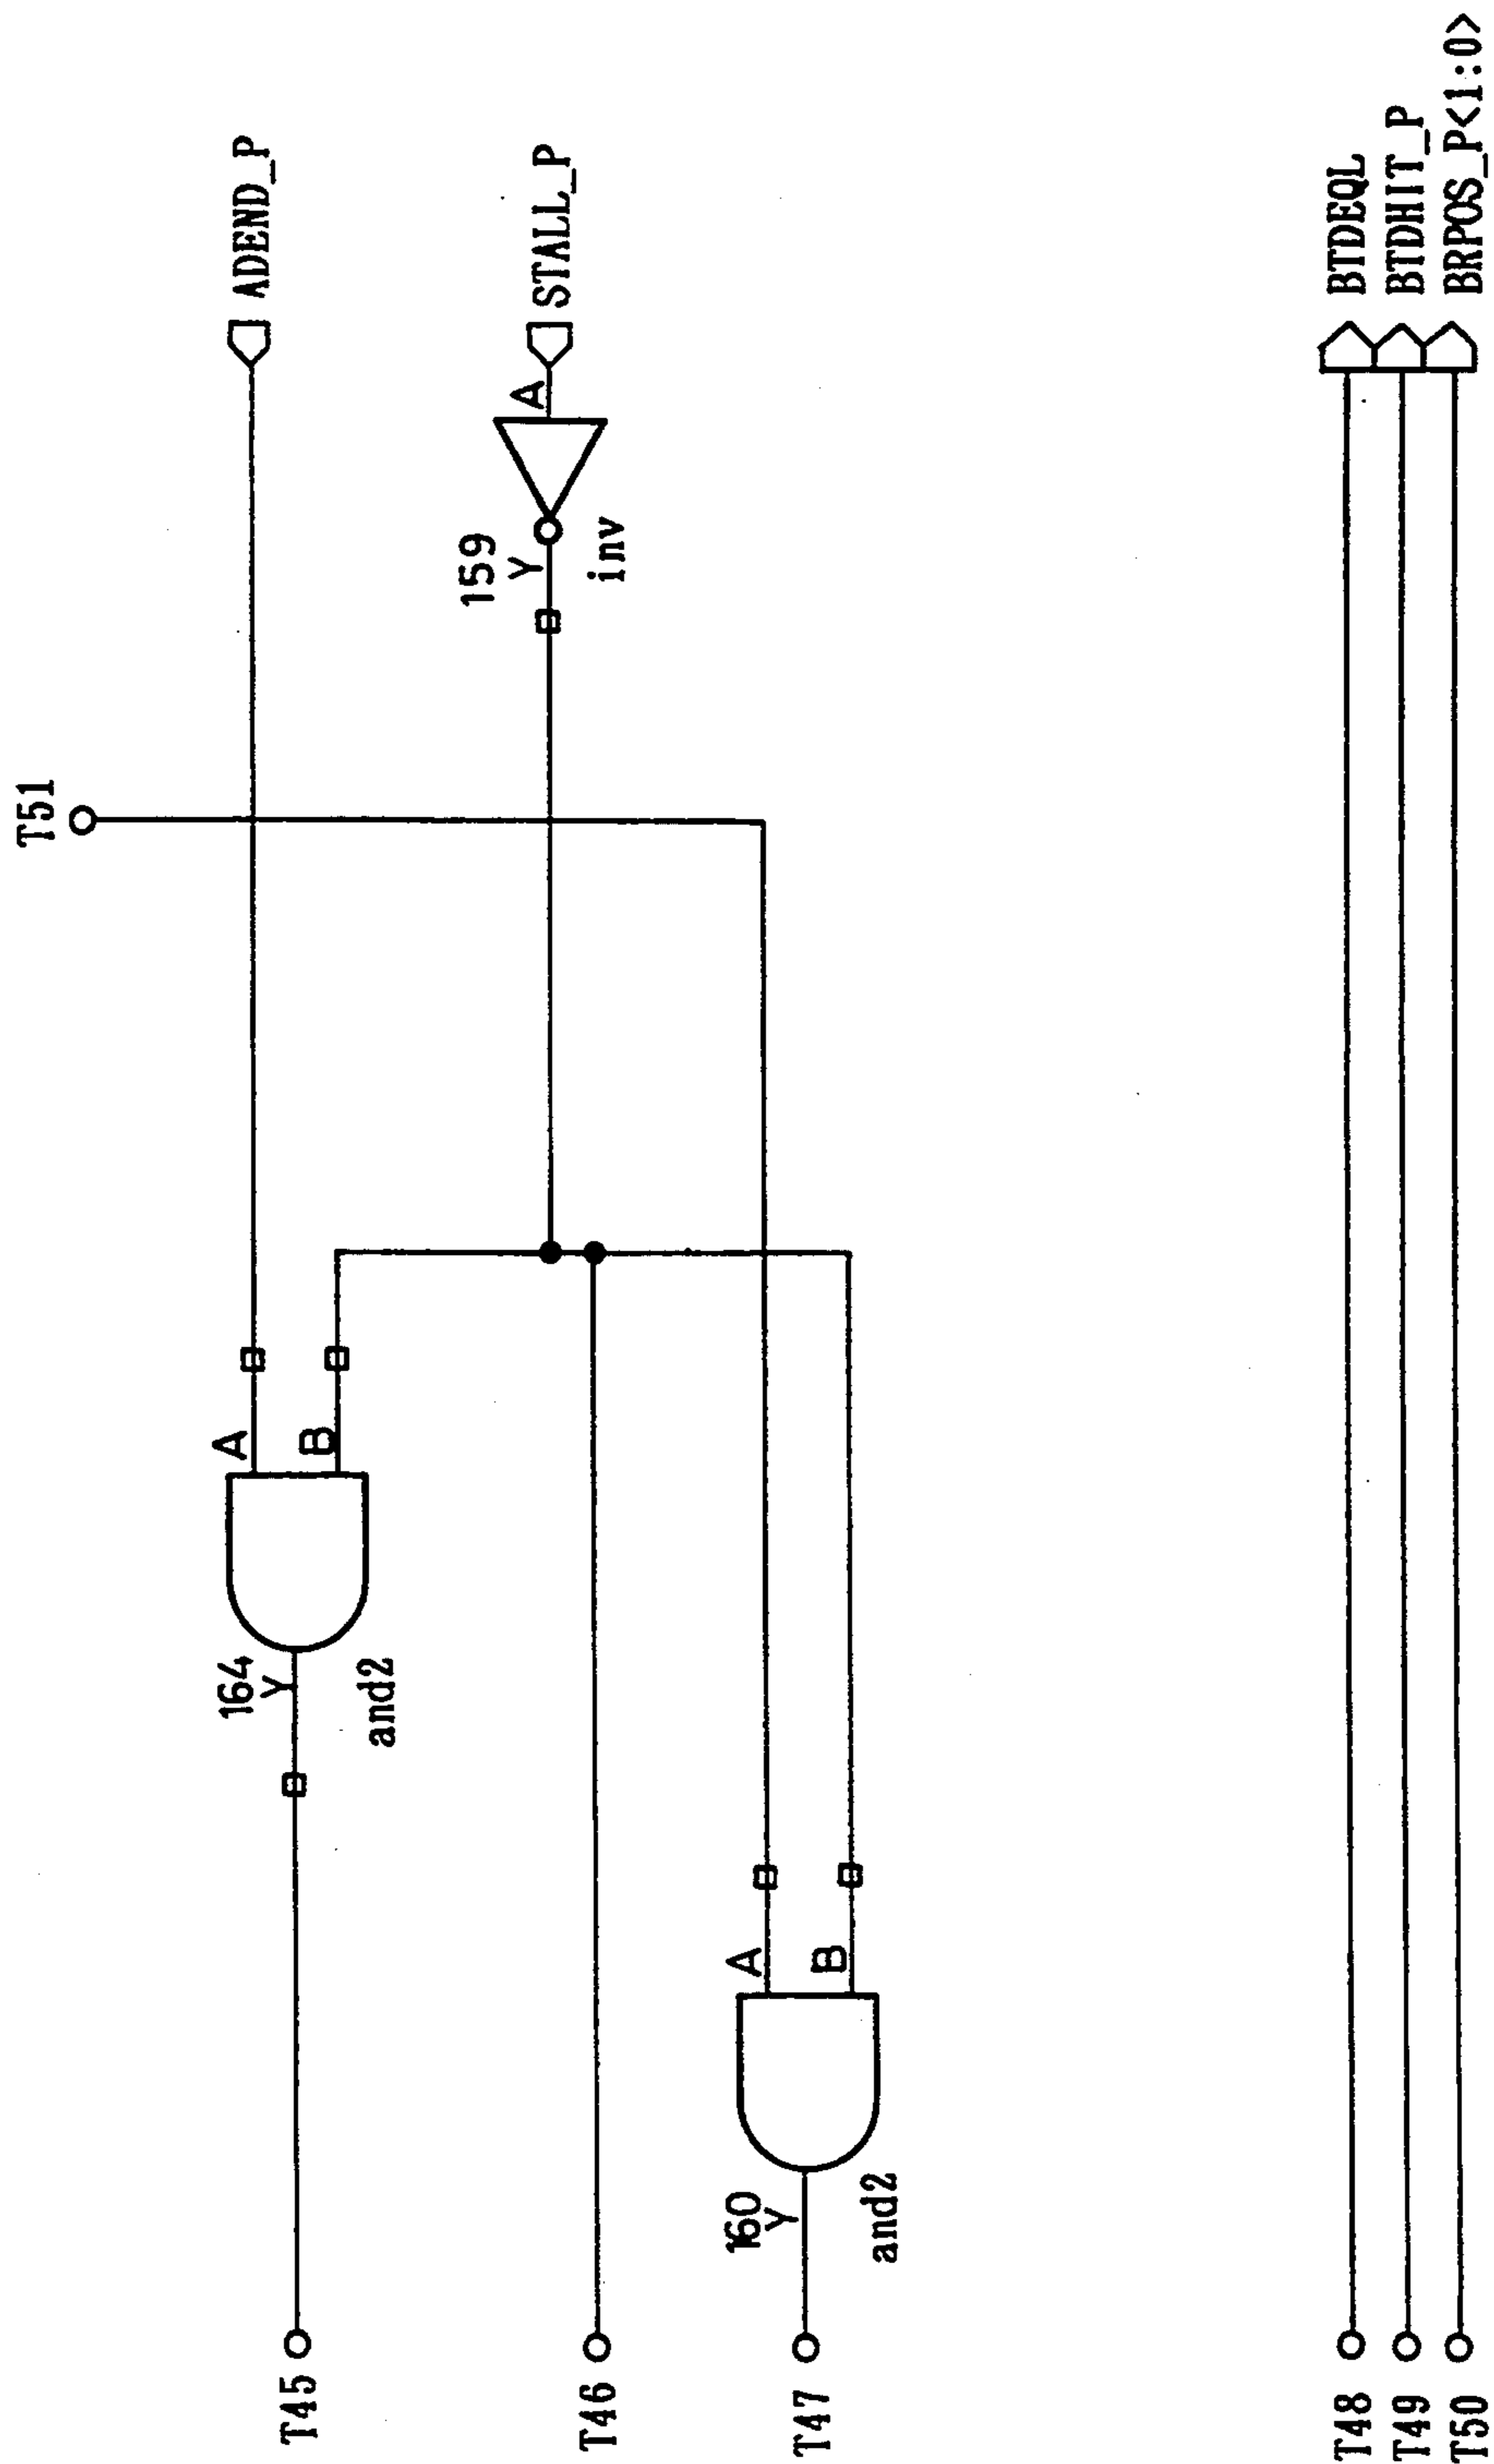 T51
ADEND_P
A
STALL_P
159
Y
inv
A
B
164
Y
and2
T45
T46
A
B
160
Y
and2
T47
BTDEQL
BTDHIT_P
BRPOS_P<1:0>
T48
T49
T50